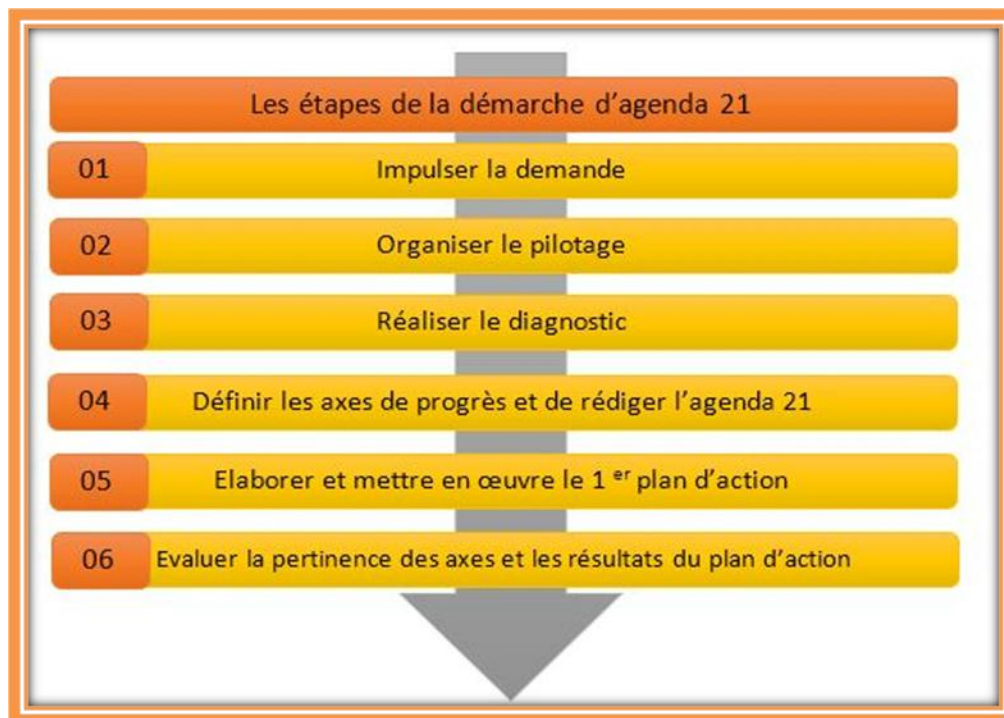 Les étapes de la démarche d’agenda 21
01 Impulser la demande
02 Organiser le pilotage
03 Réaliser le diagnostic
04 Définir les axes de progrès et de rédiger l’agenda 21
05 Elaborer et mettre en œuvre le 1 er plan d’action
06 Evaluer la pertinence des axes et les résultats du plan d’action